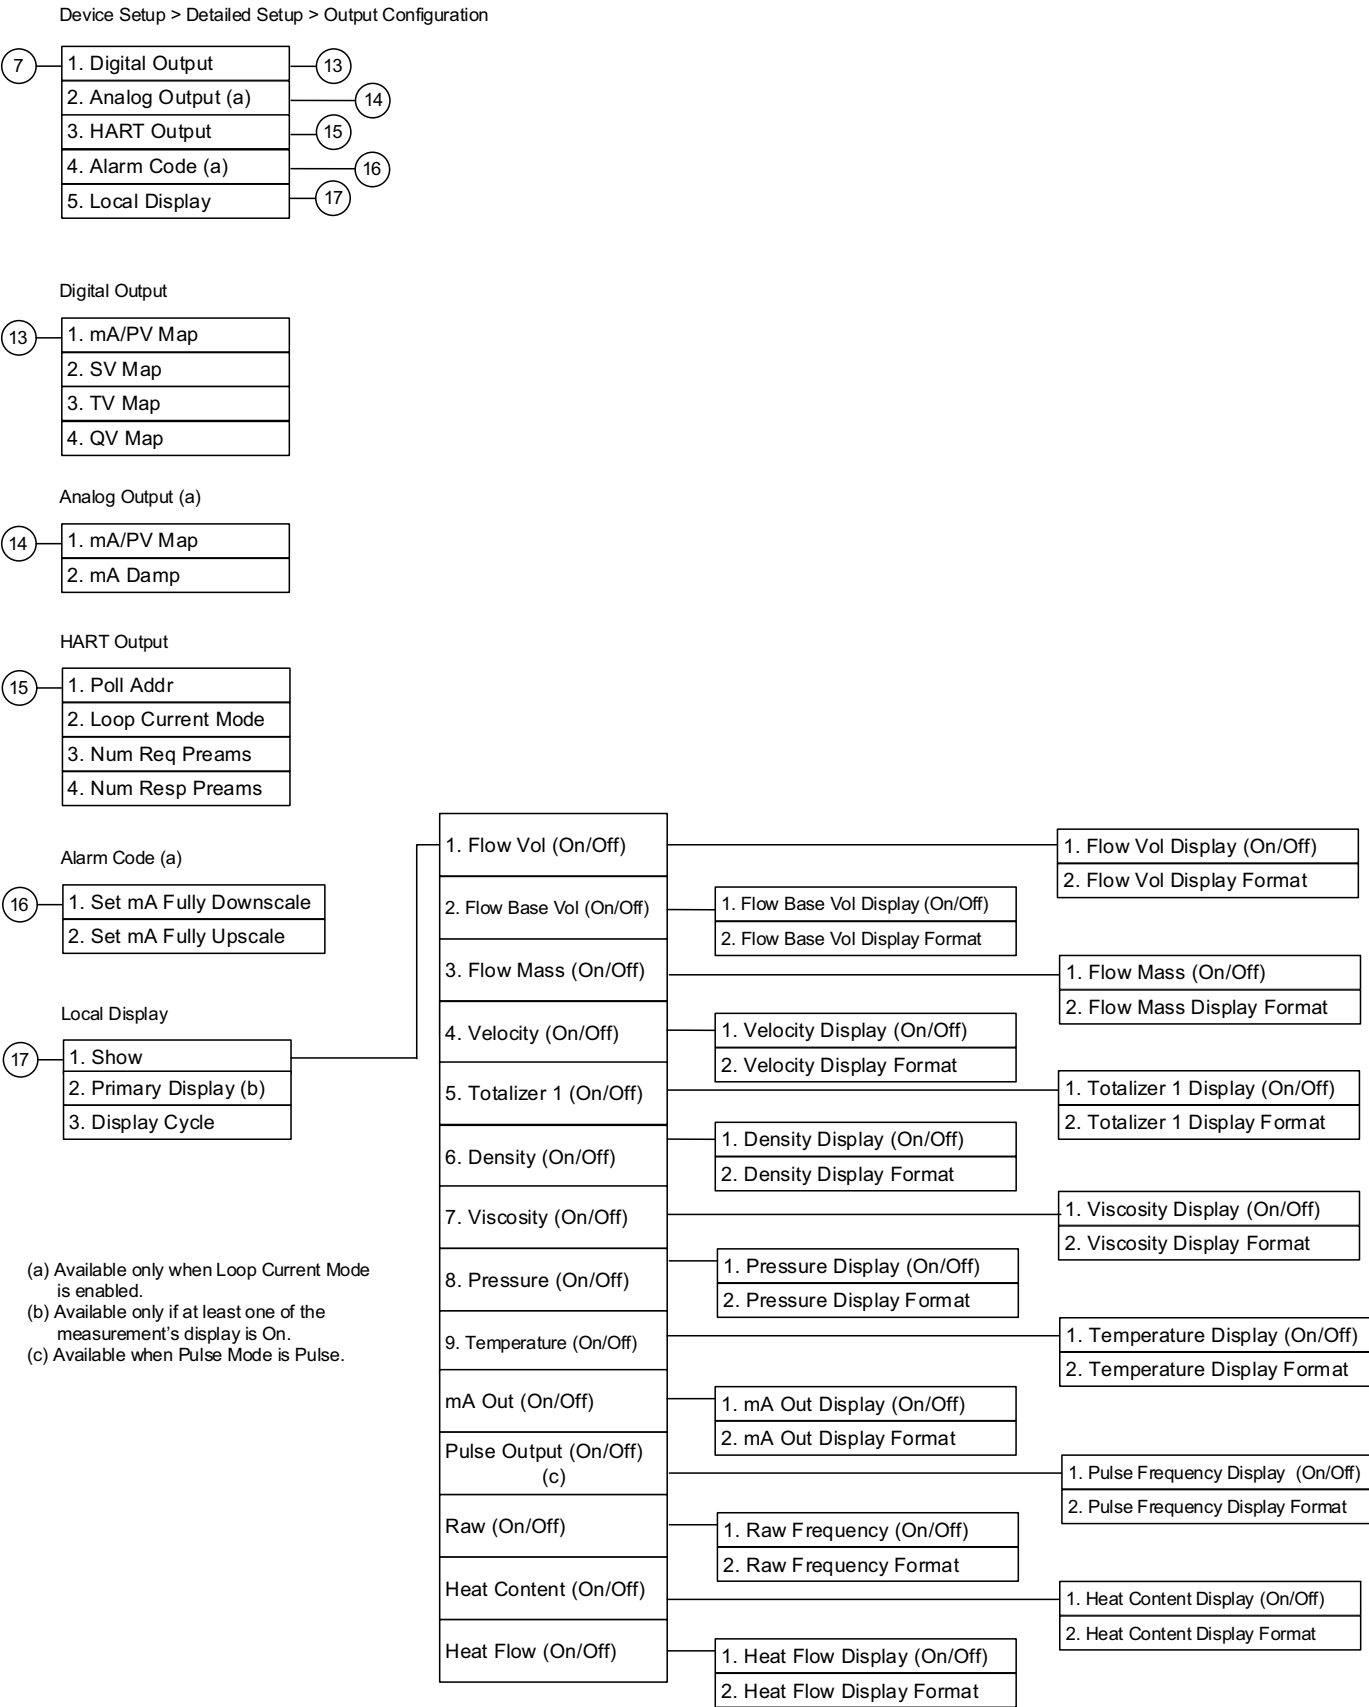 Device Setup > Detailed Setup > Output Configuration
7
1. Digital Output
13
2. Analog Output (a)
14
3. HART Output
15
4. Alarm Code (a)
16
5. Local Display
17
Digital Output
13
1. mA/PV Map
2. SV Map
3. TV Map
4. QV Map
Analog Output (a)
14
1. mA/PV Map
2. mA Damp
HART Output
15
1. Poll Addr
2. Loop Current Mode
3. Num Req Preams
4. Num Resp Preams
Alarm Code (a)
16
1. Set mA Fully Downscale
2. Set mA Fully Upscale
Local Display
17
1. Show
2. Primary Display (b)
3. Display Cycle
1. Flow Vol (On/Off)
1. Flow Vol Display (On/Off)
2. Flow Vol Display Format
2. Flow Base Vol (On/Off)
1. Flow Base Vol Display (On/Off)
2. Flow Base Vol Display Format
3. Flow Mass (On/Off)
1. Flow Mass (On/Off)
2. Flow Mass Display Format
4. Velocity (On/Off)
1. Velocity Display (On/Off)
2. Velocity Display Format
5. Totalizer 1 (On/Off)
1. Totalizer 1 Display (On/Off)
2. Totalizer 1 Display Format
6. Density (On/Off)
1. Density Display (On/Off)
2. Density Display Format
7. Viscosity (On/Off)
1. Viscosity Display (On/Off)
2. Viscosity Display Format
8. Pressure (On/Off)
1. Pressure Display (On/Off)
2. Pressure Display Format
9. Temperature (On/Off)
1. Temperature Display (On/Off)
2. Temperature Display Format
mA Out (On/Off)
1. mA Out Display (On/Off)
2. mA Out Display Format
Pulse Output (On/Off)
(c)
1. Pulse Frequency Display (On/Off)
2. Pulse Frequency Display Format
Raw (On/Off)
1. Raw Frequency (On/Off)
2. Raw Frequency Format
Heat Content (On/Off)
1. Heat Content Display (On/Off)
2. Heat Content Display Format
Heat Flow (On/Off)
1. Heat Flow Display (On/Off)
2. Heat Flow Display Format
(a) Available only when Loop Current Mode
is enabled.
(b) Available only if at least one of the
measurement's display is On.
(c) Available when Pulse Mode is Pulse.